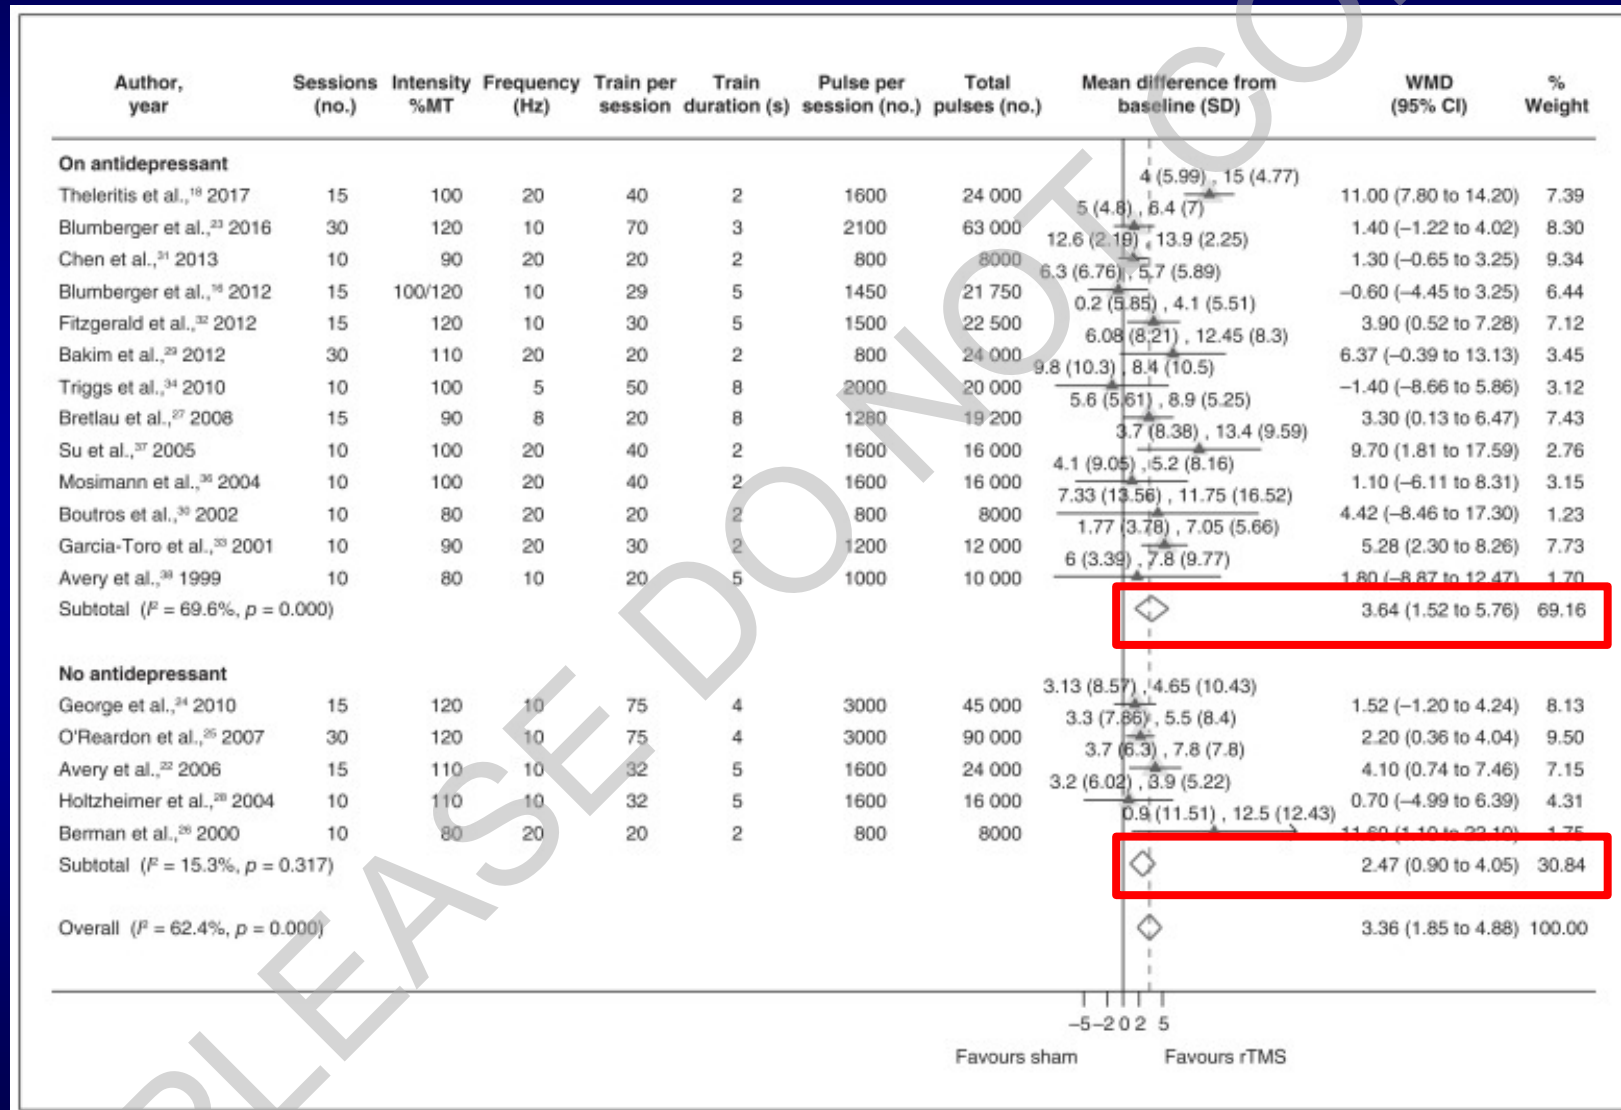 Author, Sessions Intensity Frequency Train per Train Pulse per Total Mean difference from WMD %
year (no.) %MT (Hz) session duration (s) session (no.) pulses (no.) baseline (SD) (95% CI) Weight
On antidepressant
4 (5.99) , 15 (4.77)
Theleritis et al.,¹⁸ 2017 15 100 20 40 2 1600 24 000 11.00 (7.80 to 14.20) 7.39
5 (4.8) , 6.4 (7)
Blumberger et al.,²³ 2016 30 120 10 70 3 2100 63 000 1.40 (–1.22 to 4.02) 8.30
12.6 (2.19) , 13.9 (2.25)
Chen et al.,³¹ 2013 10 90 20 20 2 800 8000 1.30 (–0.65 to 3.25) 9.34
6.3 (6.76) , 5.7 (5.89)
Blumberger et al.,¹⁶ 2012 15 100/120 10 29 5 1450 21 750 –0.60 (–4.45 to 3.25) 6.44
0.2 (5.85) , 4.1 (5.51)
Fitzgerald et al.,³² 2012 15 120 10 30 5 1500 22 500 3.90 (0.52 to 7.28) 7.12
6.08 (8.21) , 12.45 (8.3)
Bakim et al.,²⁹ 2012 30 110 20 20 2 800 24 000 6.37 (–0.39 to 13.13) 3.45
9.8 (10.3) , 8.4 (10.5)
Triggs et al.,³⁴ 2010 10 100 5 50 8 2000 20 000 –1.40 (–8.66 to 5.86) 3.12
5.6 (5.61) , 8.9 (5.25)
Bretlau et al.,²⁷ 2008 15 90 8 20 8 1280 19 200 3.30 (0.13 to 6.47) 7.43
3.7 (8.38) , 13.4 (9.59)
Su et al.,³⁷ 2005 10 100 20 40 2 1600 16 000 9.70 (1.81 to 17.59) 2.76
4.1 (9.05) , 5.2 (8.16)
Mosimann et al.,³⁶ 2004 10 100 20 40 2 1600 16 000 1.10 (–6.11 to 8.31) 3.15
7.33 (13.56) , 11.75 (16.52)
Boutros et al.,³⁰ 2002 10 80 20 20 2 800 8000 4.42 (–8.46 to 17.30) 1.23
1.77 (3.78) , 7.05 (5.66)
Garcia-Toro et al.,³³ 2001 10 90 20 30 2 1200 12 000 5.28 (2.30 to 8.26) 7.73
6 (3.39) , 7.8 (9.77)
Avery et al.,³⁸ 1999 10 80 10 20 5 1000 10 000 1.80 (–8.87 to 12.47) 1.70
Subtotal (I² = 69.6%, p = 0.000) 3.64 (1.52 to 5.76) 69.16
No antidepressant
3.13 (8.57) , 4.65 (10.43)
George et al.,²⁴ 2010 15 120 10 75 4 3000 45 000 1.52 (–1.20 to 4.24) 8.13
3.3 (7.86) , 5.5 (8.4)
O'Reardon et al.,²⁵ 2007 30 120 10 75 4 3000 90 000 2.20 (0.36 to 4.04) 9.50
3.7 (6.3) , 7.8 (7.8)
Avery et al.,²² 2006 15 110 10 32 5 1600 24 000 4.10 (0.74 to 7.46) 7.15
3.2 (6.02) , 3.9 (5.22)
Holtzheimer et al.,²⁸ 2004 10 110 10 32 5 1600 16 000 0.70 (–4.99 to 6.39) 4.31
0.9 (11.51) , 12.5 (12.43)
Berman et al.,²⁶ 2000 10 80 20 20 2 800 8000
Subtotal (I² = 15.3%, p = 0.317) 2.47 (0.90 to 4.05) 30.84
Overall (I² = 62.4%, p = 0.000) 3.36 (1.85 to 4.88) 100.00
–5 –2 0 2 5
Favours sham Favours rTMS
PLEASE DO NOT